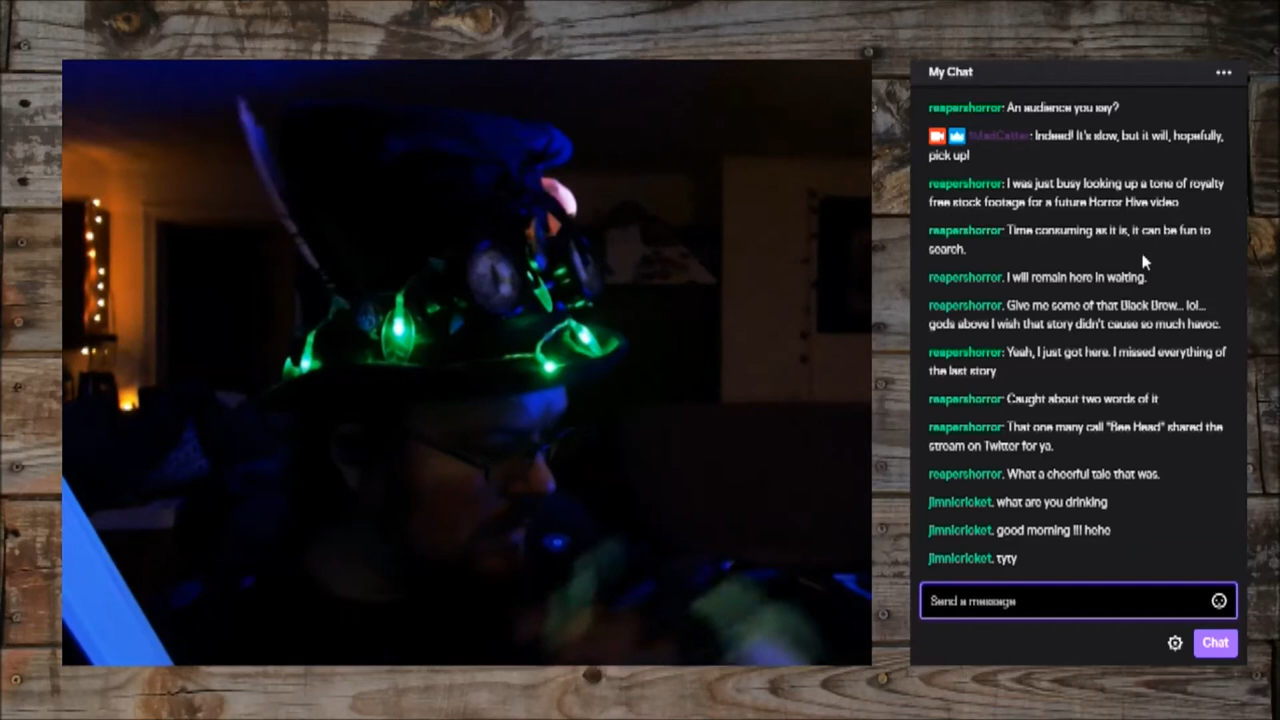 My Chat
reapershorror: An audience you say?
1MadCatter: Indeed! It's slow, but it will, hopefully,
pick up!
reapershorror: I was just busy looking up a tone of royalty
free stock footage for a future Horror Hive video
reapershorror: Time consuming as it is, it can be fun to
search.
reapershorror: I will remain here in waiting.
reapershorror: Give me some of that Black Brew... lol...
gods above I wish that story didn't cause so much havoc.
reapershorror: Yeah, I just got here. I missed everything of
the last story
reapershorror: Caught about two words of it
reapershorror: That one many call "Bee Head" shared the
stream on Twitter for ya.
reapershorror: What a cheerful tale that was.
jimnicricket: what are you drinking
jimnicricket: good morning !!! hehe
jimnicricket: tyty
Send a message
Chat